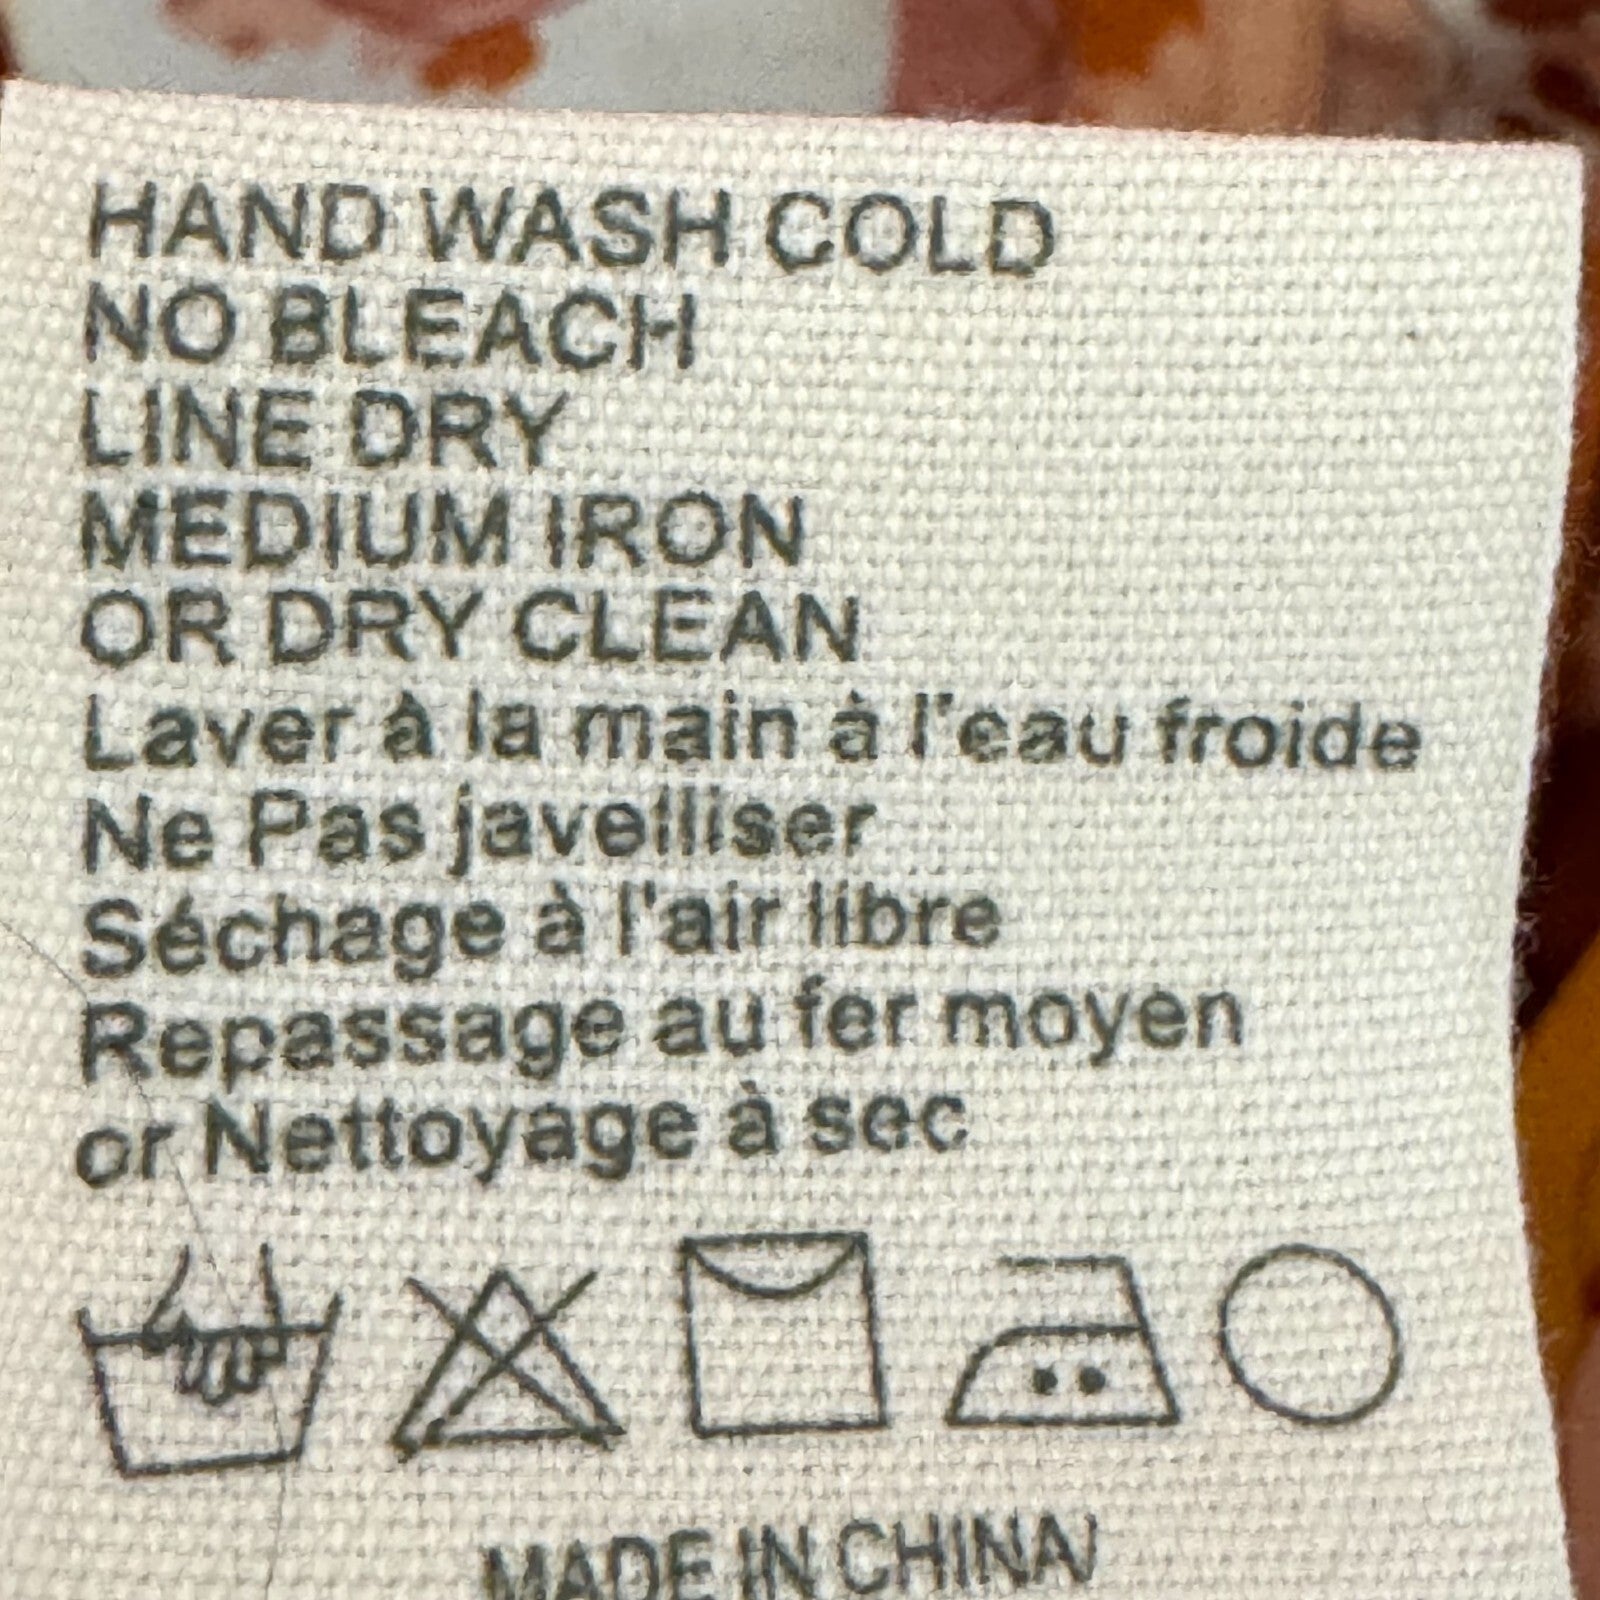 HAND WASH COLD
NO BLEACH
LINE DRY
MEDIUM IRON
OR DRY CLEAN
Laver à la main à l'eau froide
Ne Pas javelliser
Séchage à l'air libre
Repassage au fer moyen
or Nettoyage à sec
MADE IN CHINA